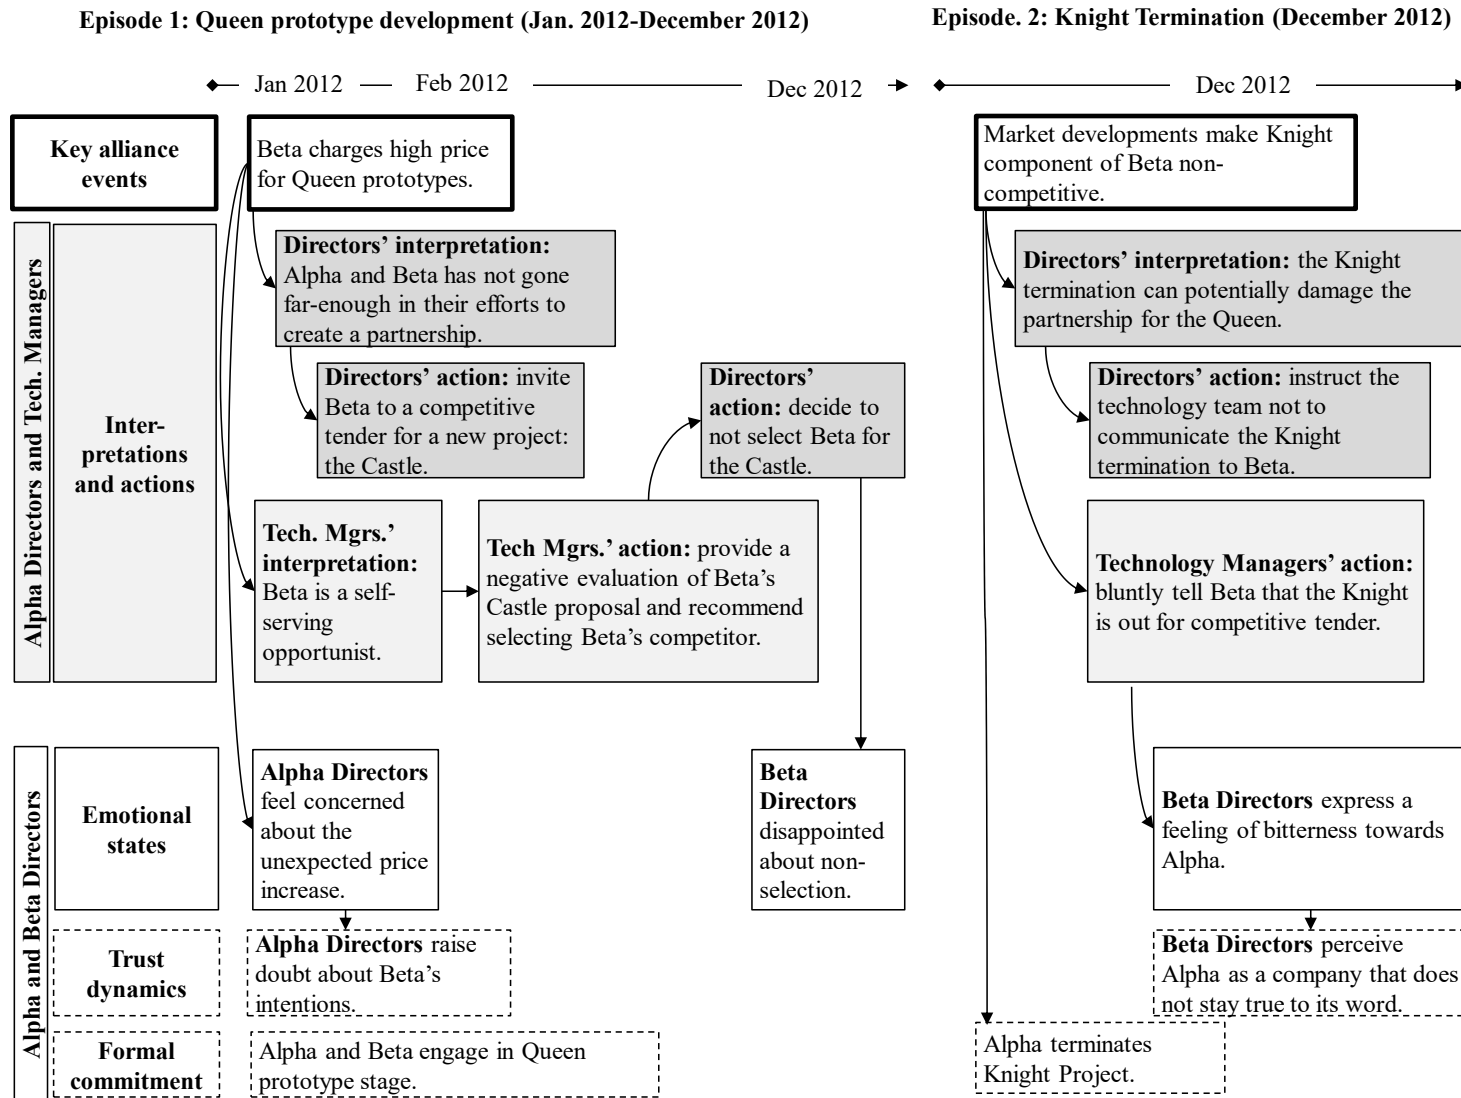 Episode 1: Queen prototype development (Jan. 2012-December 2012)
Episode. 2: Knight Termination (December 2012)
Jan 2012
Feb 2012
Dec 2012
Dec 2012
Key alliance
events
Beta charges high price
for Queen prototypes.
Market developments make Knight
component of Beta non-
competitive.
Alpha Directors and Tech. Managers
Inter-
pretations
and actions
Directors’ interpretation:
Alpha and Beta has not gone
far-enough in their efforts to
create a partnership.
Directors’ action: invite
Beta to a competitive
tender for a new project:
the Castle.
Directors’
action: decide to
not select Beta for
the Castle.
Tech. Mgrs.’
interpretation:
Beta is a self-
serving
opportunist.
Tech Mgrs.’ action: provide a
negative evaluation of Beta’s
Castle proposal and recommend
selecting Beta’s competitor.
Directors’ interpretation: the Knight
termination can potentially damage the
partnership for the Queen.
Directors’ action: instruct the
technology team not to
communicate the Knight
termination to Beta.
Technology Managers’ action:
bluntly tell Beta that the Knight
is out for competitive tender.
Alpha and Beta Directors
Emotional
states
Alpha Directors
feel concerned
about the
unexpected price
increase.
Beta
Directors
disappointed
about non-
selection.
Beta Directors express a
feeling of bitterness towards
Alpha.
Trust
dynamics
Alpha Directors raise
doubt about Beta’s
intentions.
Beta Directors perceive
Alpha as a company that does
not stay true to its word.
Formal
commitment
Alpha and Beta engage in Queen
prototype stage.
Alpha terminates
Knight Project.